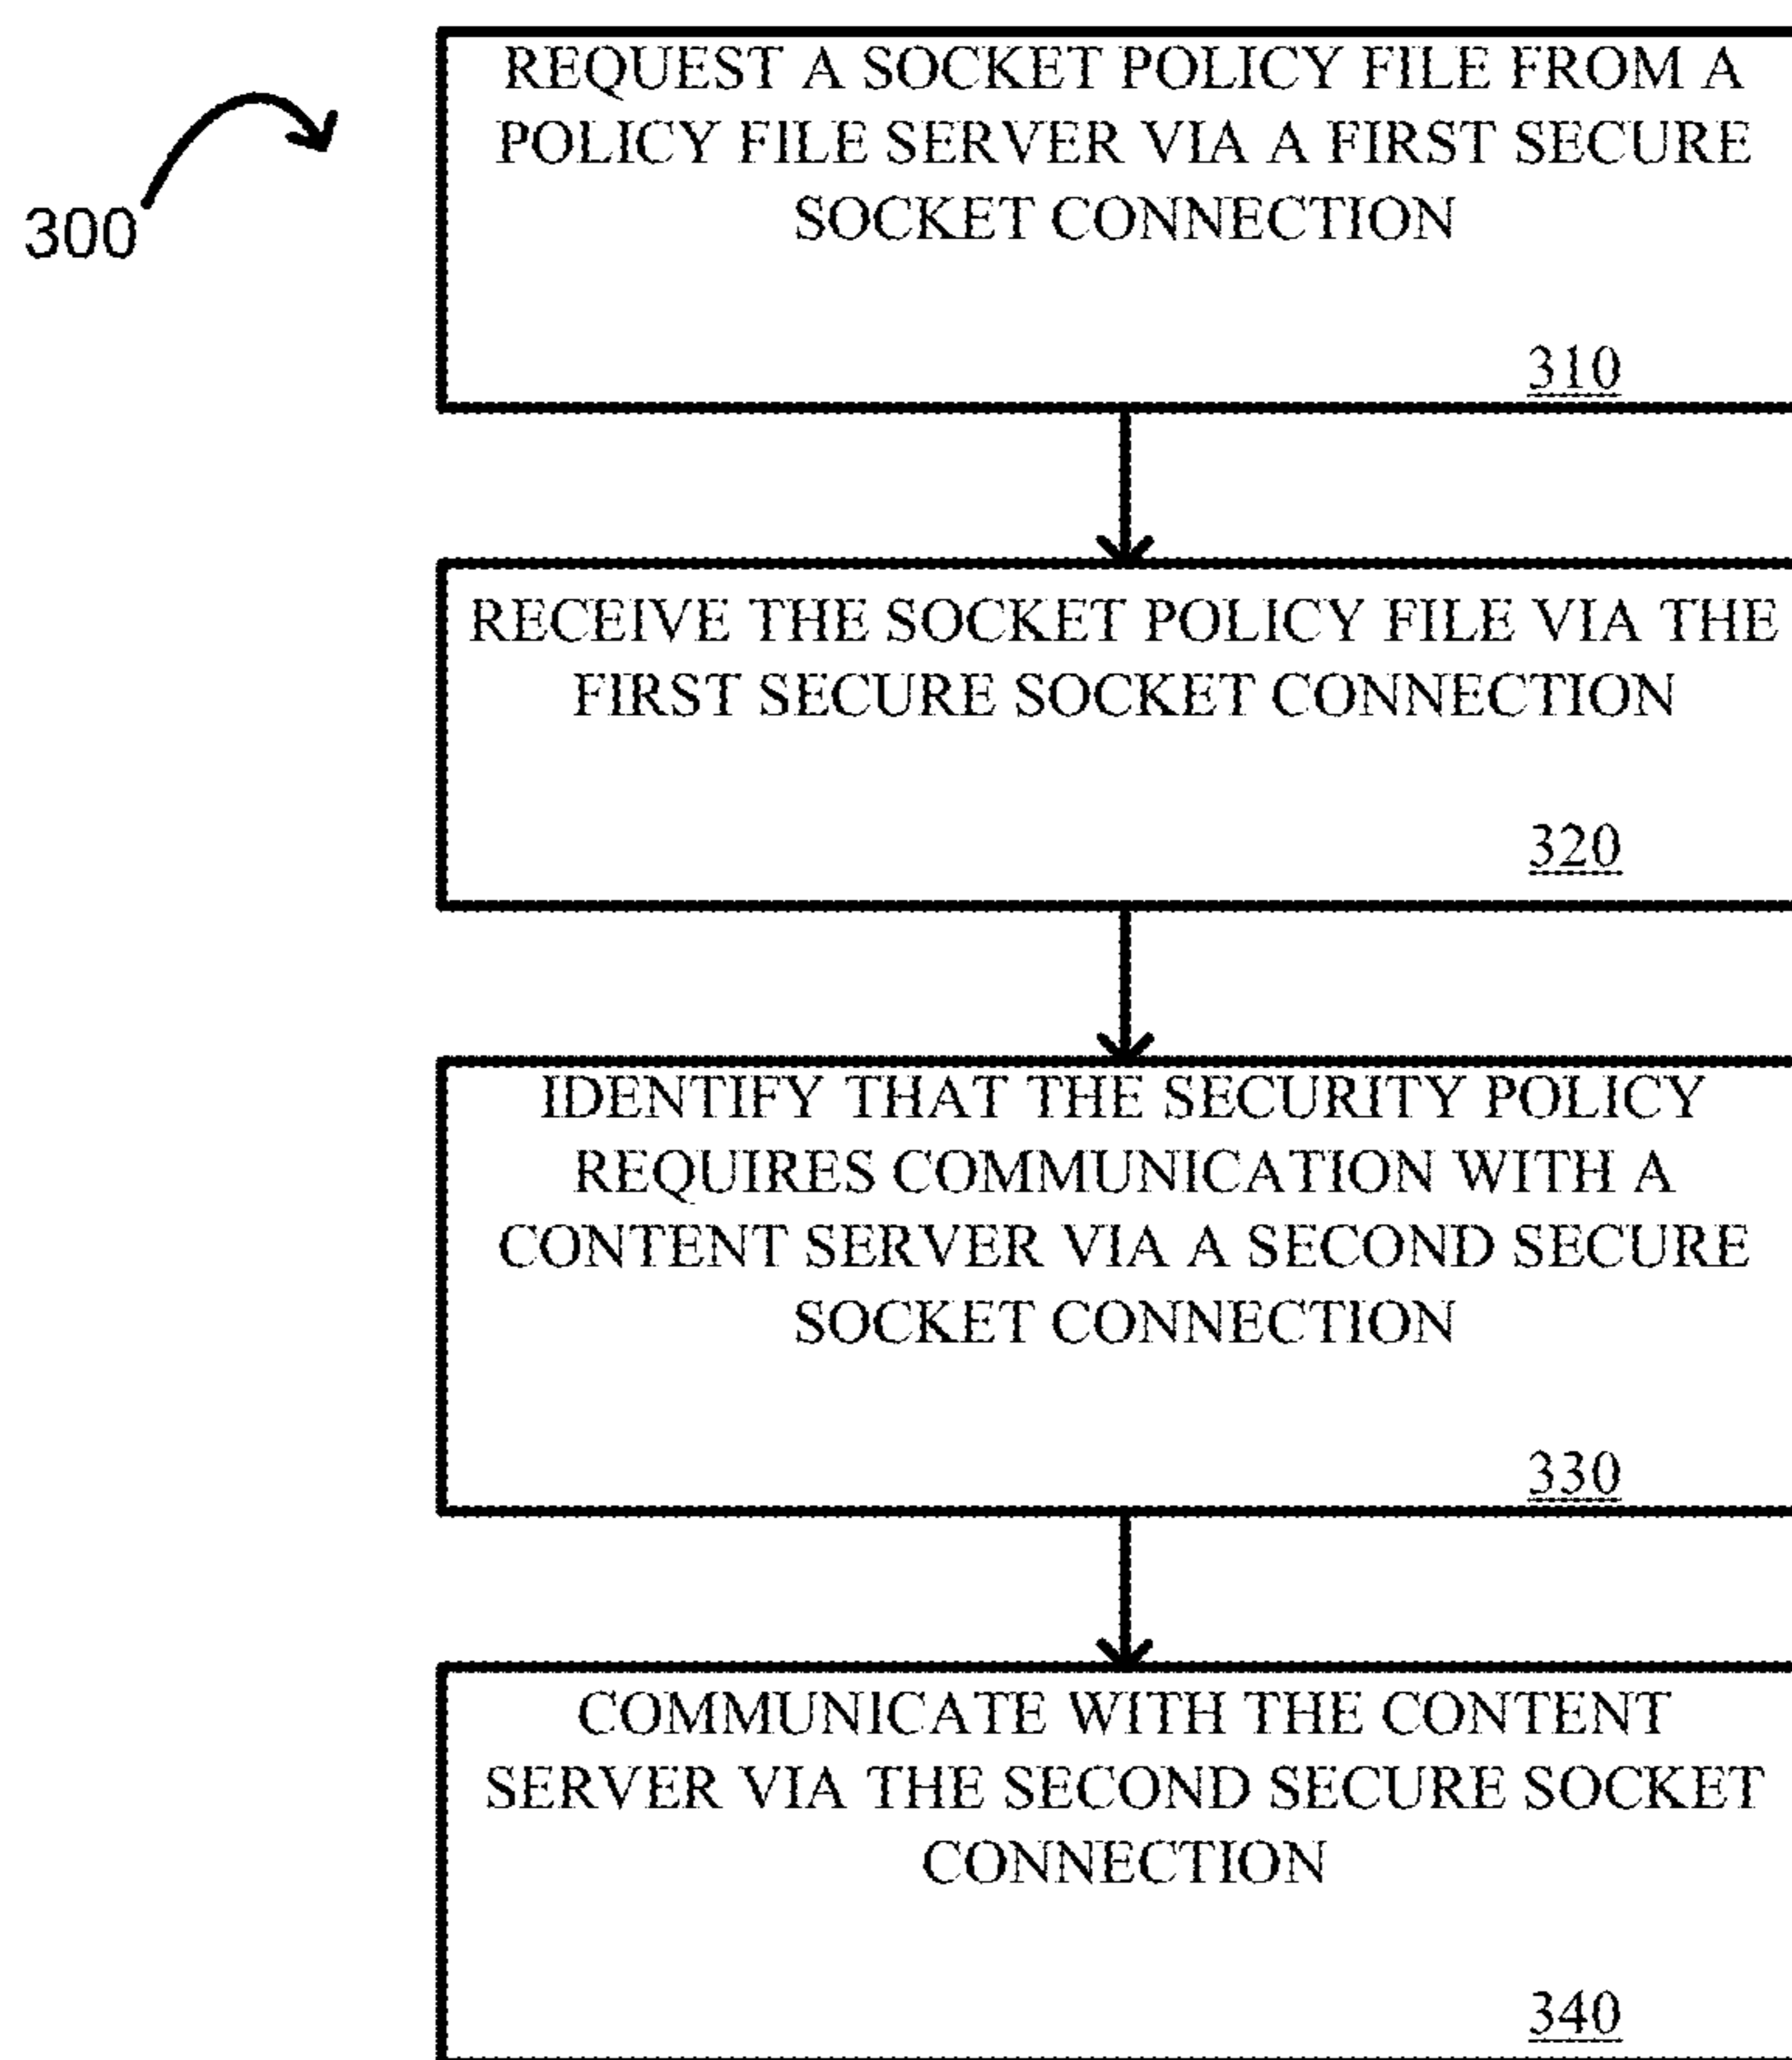 REQUEST A SOCKET POLICY FILE FROM A
POLICY FILE SERVER VIA A FIRST SECURE
SOCKET CONNECTION
310
300
RECEIVE THE SOCKET POLICY FILE VIA THE
FIRST SECURE SOCKET CONNECTION
320
IDENTIFY THAT THE SECURITY POLICY
REQUIRES COMMUNICATION WITH A
CONTENT SERVER VIA A SECOND SECURE
SOCKET CONNECTION
330
COMMUNICATE WITH THE CONTENT
SERVER VIA THE SECOND SECURE SOCKET
CONNECTION
340